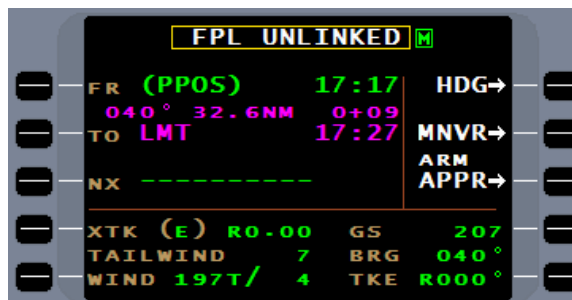 FPL UNLINKED M
FR (PPOS) 17:17 HDG→
040° 32.6NM 0+09
TO LMT 17:27 MNVR→
ARM
NX ---------- APPR→
XTK (E) R0.00 GS 207
TAILWIND 7 BRG 040°
WIND 197T/ 4 TKE R000°